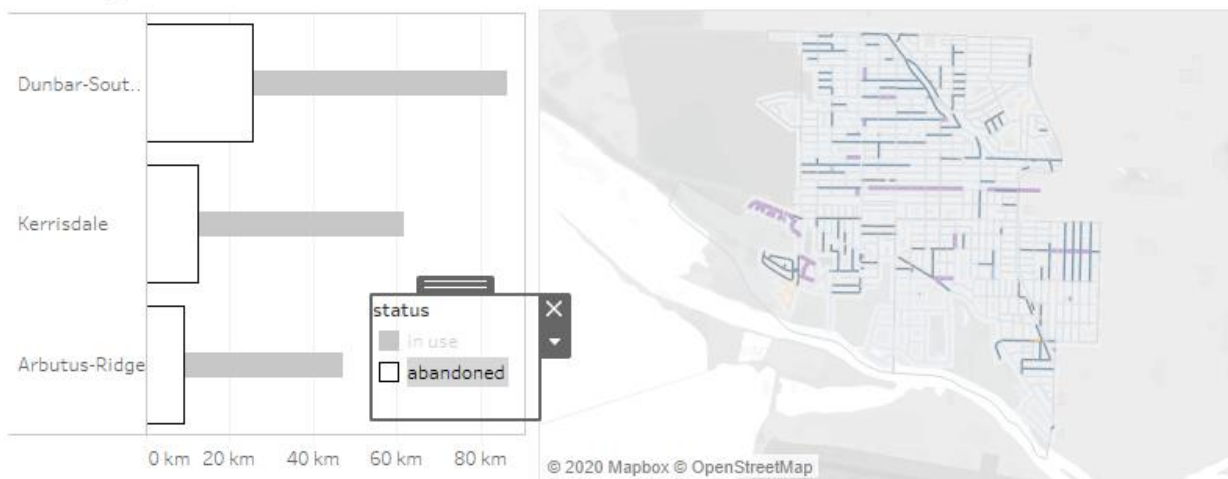 Dunbar-Sout..
Kerrisdale
Arbutus-Ridge
0 km 20 km 40 km 60 km 80 km
status
in use
abandoned
© 2020 Mapbox © OpenStreetMap